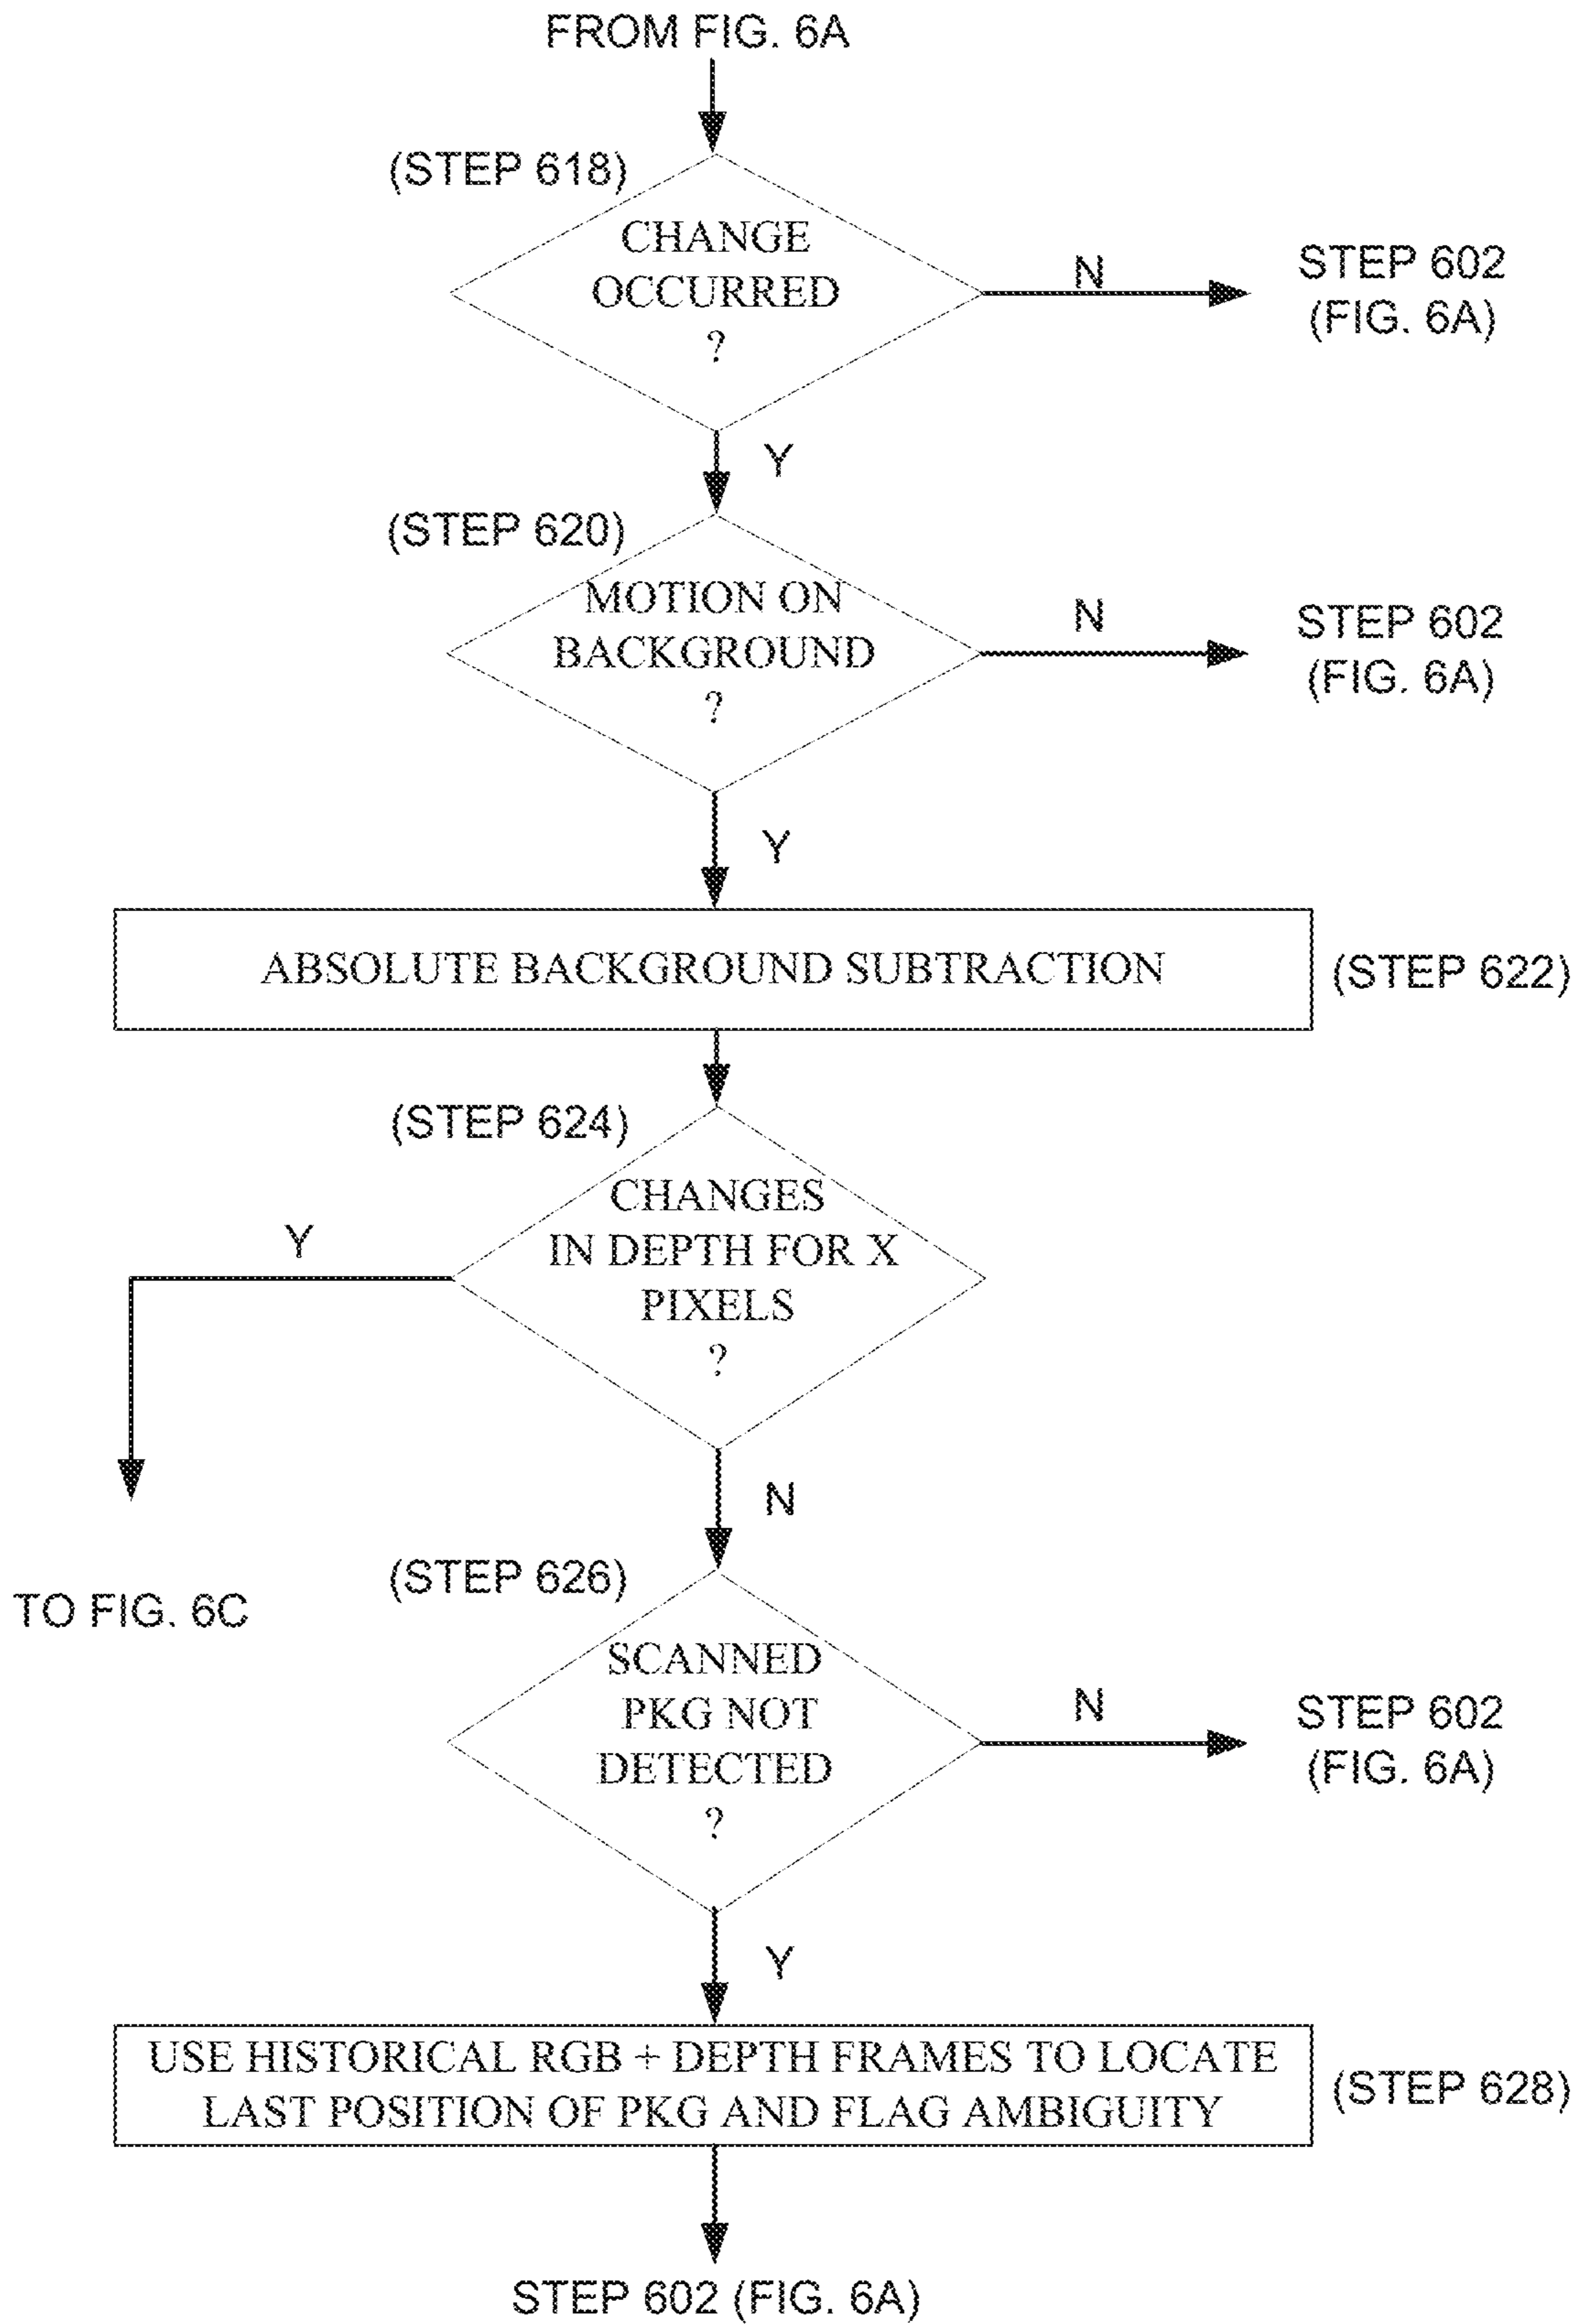 FROM FIG. 6A
(STEP 618)
CHANGE
OCCURRED
?
N
STEP 602
(FIG. 6A)
Y
(STEP 620)
MOTION ON
BACKGROUND
?
N
STEP 602
(FIG. 6A)
Y
ABSOLUTE BACKGROUND SUBTRACTION
(STEP 622)
(STEP 624)
CHANGES
IN DEPTH FOR X
PIXELS
?
Y
TO FIG. 6C
N
(STEP 626)
SCANNED
PKG NOT
DETECTED
?
N
STEP 602
(FIG. 6A)
Y
USE HISTORICAL RGB + DEPTH FRAMES TO LOCATE
LAST POSITION OF PKG AND FLAG AMBIGUITY
(STEP 628)
STEP 602 (FIG. 6A)